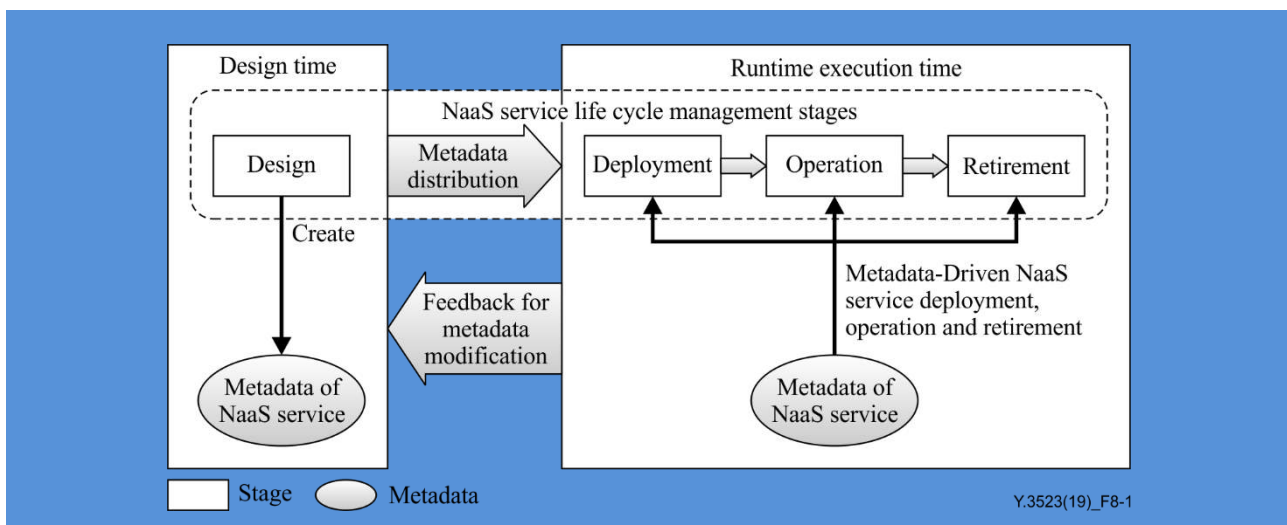 Design time
Runtime execution time
NaaS service life cycle management stages
Design
Metadata
distribution
Deployment
Operation
Retirement
Create
Feedback for
metadata
modification
Metadata-Driven NaaS
service deployment,
operation and retirement
Metadata of
NaaS service
Metadata of
NaaS service
Stage
Metadata
Y.3523(19)_F8-1